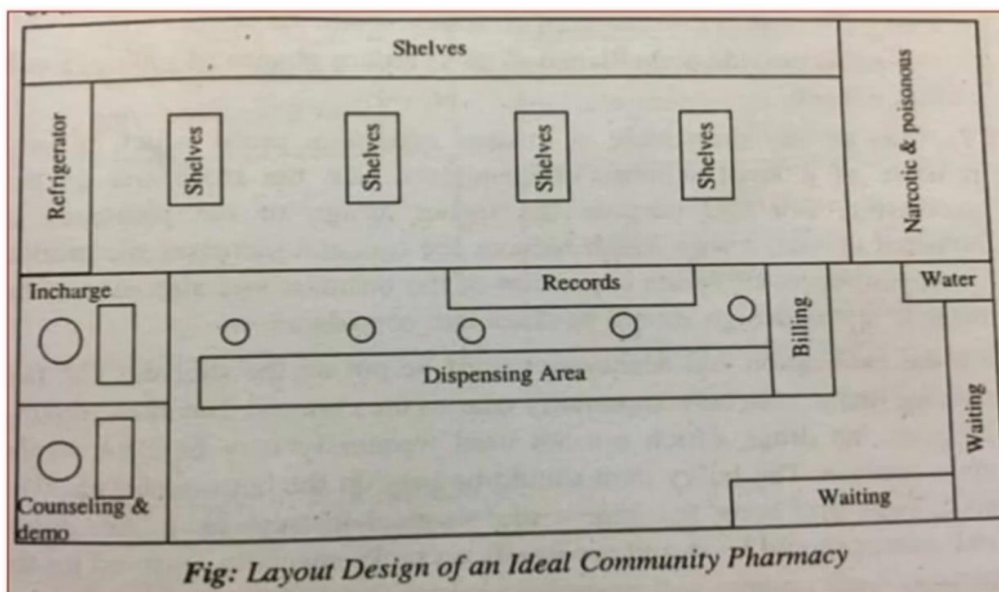 Shelves
Refrigerator
Shelves
Shelves
Shelves
Shelves
Narcotic & poisonous
Incharge
Records
Water
Billing
Dispensing Area
Waiting
Counseling &
demo
Waiting
Fig: Layout Design of an Ideal Community Pharmacy